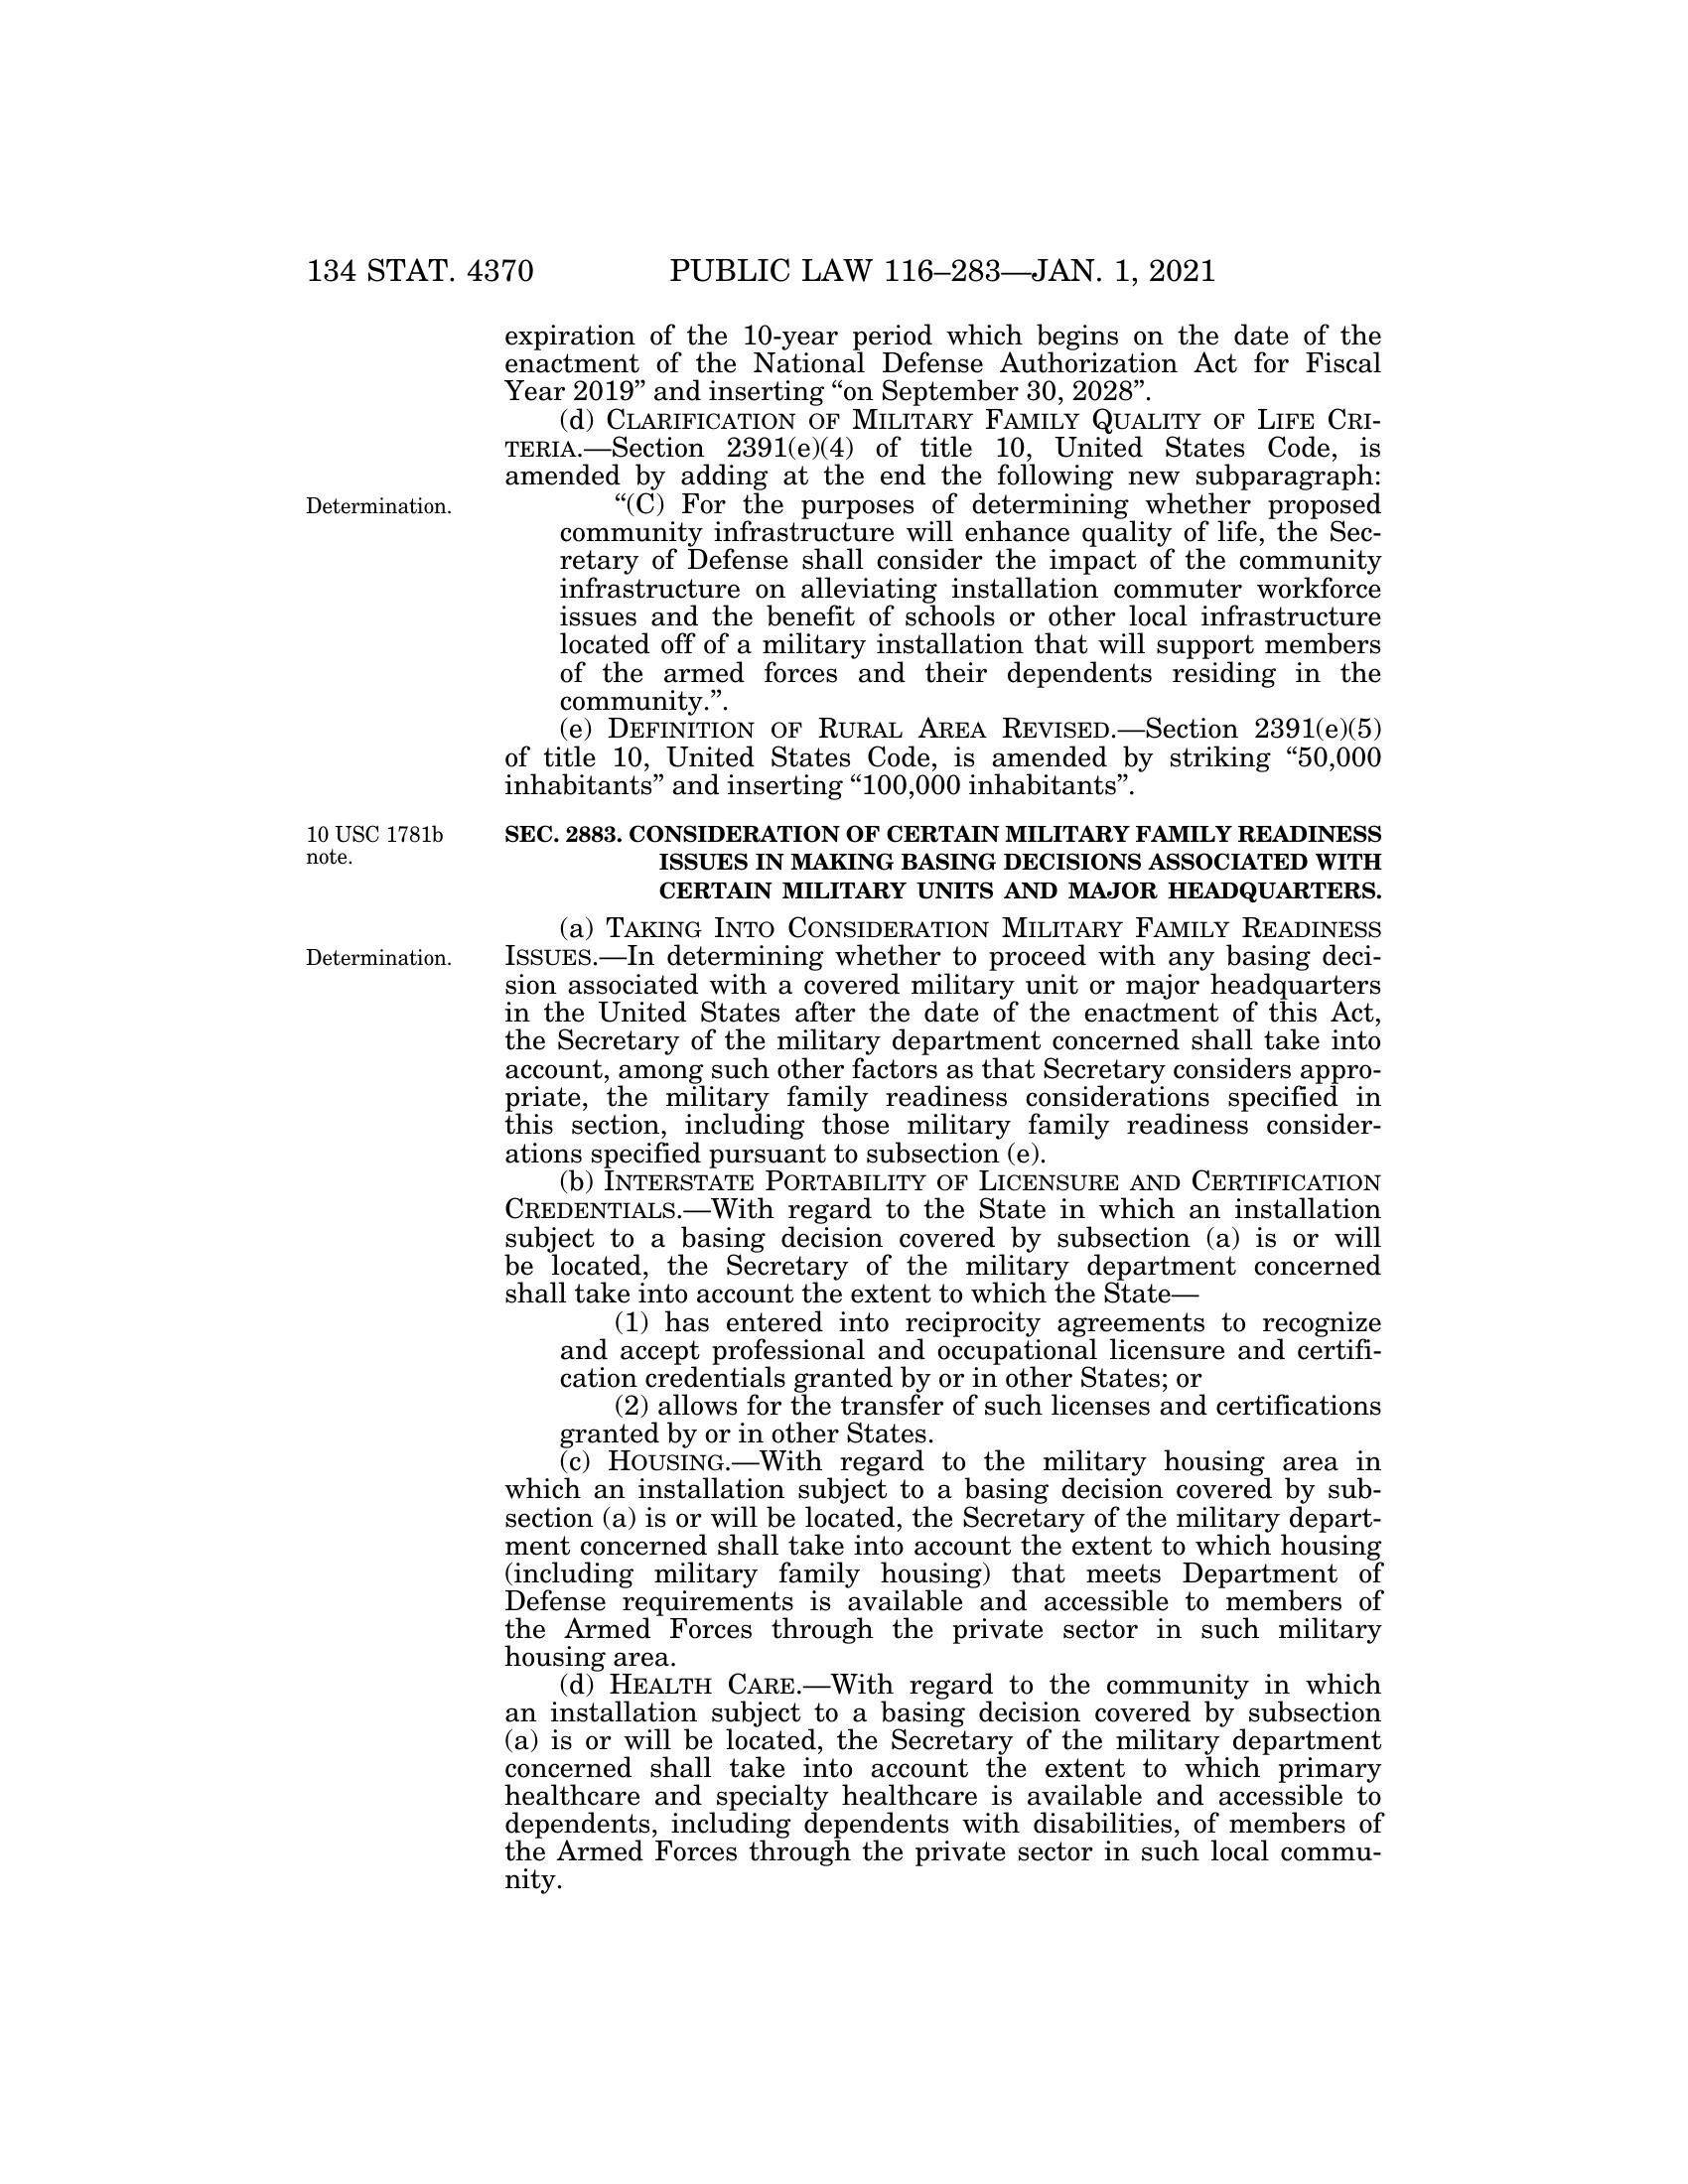 134 STAT. 4370 PUBLIC LAW 116–283—JAN. 1, 2021
expiration of the 10-year period which begins on the date of the
enactment of the National Defense Authorization Act for Fiscal
Year 2019” and inserting “on September 30, 2028”.
(d) CLARIFICATION OF MILITARY FAMILY QUALITY OF LIFE CRI-
TERIA.—Section 2391(e)(4) of title 10, United States Code, is
amended by adding at the end the following new subparagraph:
Determination.
“(C) For the purposes of determining whether proposed
community infrastructure will enhance quality of life, the Sec-
retary of Defense shall consider the impact of the community
infrastructure on alleviating installation commuter workforce
issues and the benefit of schools or other local infrastructure
located off of a military installation that will support members
of the armed forces and their dependents residing in the
community.”.
(e) DEFINITION OF RURAL AREA REVISED.—Section 2391(e)(5)
of title 10, United States Code, is amended by striking “50,000
inhabitants” and inserting “100,000 inhabitants”.
10 USC 1781b
note.
SEC. 2883. CONSIDERATION OF CERTAIN MILITARY FAMILY READINESS
ISSUES IN MAKING BASING DECISIONS ASSOCIATED WITH
CERTAIN MILITARY UNITS AND MAJOR HEADQUARTERS.
(a) TAKING INTO CONSIDERATION MILITARY FAMILY READINESS
Determination.
ISSUES.—In determining whether to proceed with any basing deci-
sion associated with a covered military unit or major headquarters
in the United States after the date of the enactment of this Act,
the Secretary of the military department concerned shall take into
account, among such other factors as that Secretary considers appro-
priate, the military family readiness considerations specified in
this section, including those military family readiness consider-
ations specified pursuant to subsection (e).
(b) INTERSTATE PORTABILITY OF LICENSURE AND CERTIFICATION
CREDENTIALS.—With regard to the State in which an installation
subject to a basing decision covered by subsection (a) is or will
be located, the Secretary of the military department concerned
shall take into account the extent to which the State—
(1) has entered into reciprocity agreements to recognize
and accept professional and occupational licensure and certifi-
cation credentials granted by or in other States; or
(2) allows for the transfer of such licenses and certifications
granted by or in other States.
(c) HOUSING.—With regard to the military housing area in
which an installation subject to a basing decision covered by sub-
section (a) is or will be located, the Secretary of the military depart-
ment concerned shall take into account the extent to which housing
(including military family housing) that meets Department of
Defense requirements is available and accessible to members of
the Armed Forces through the private sector in such military
housing area.
(d) HEALTH CARE.—With regard to the community in which
an installation subject to a basing decision covered by subsection
(a) is or will be located, the Secretary of the military department
concerned shall take into account the extent to which primary
healthcare and specialty healthcare is available and accessible to
dependents, including dependents with disabilities, of members of
the Armed Forces through the private sector in such local commu-
nity.